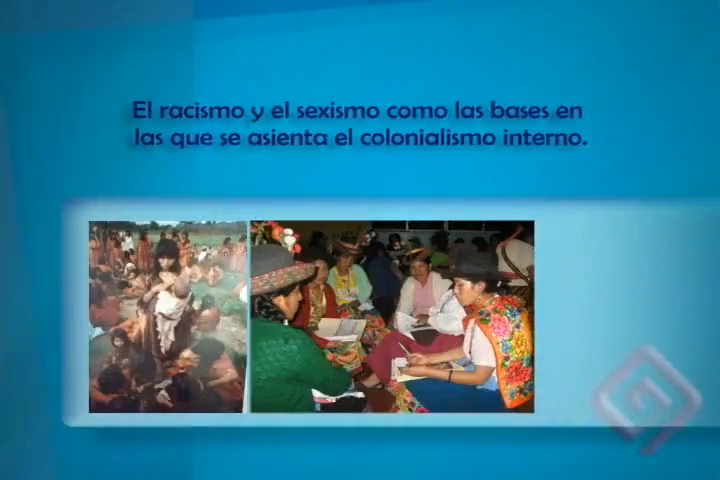 El racismo y el sexismo como las bases en
las que se asienta el colonialismo interno.